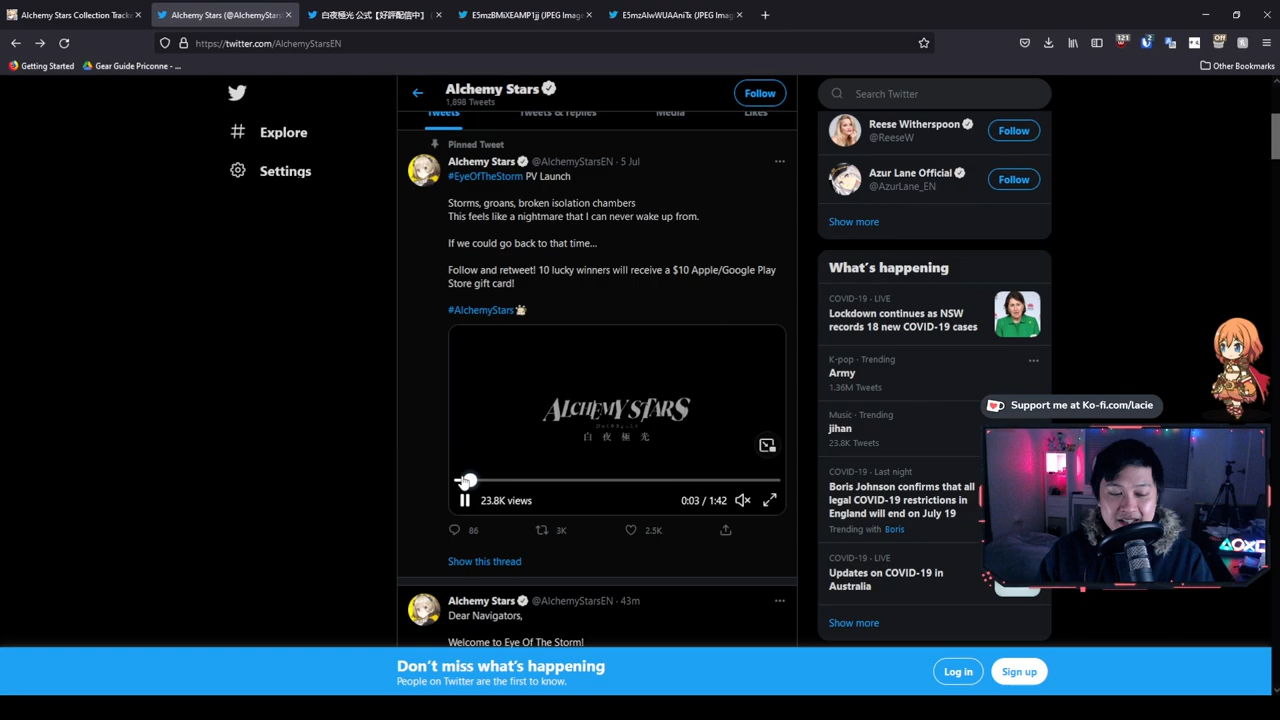 Alchemy Stars Collection Track
Alchemy Stars (@AlchemyStars
白夜極光 公式【好評配信中】
E5mzBMiXEAMP1jj (JPEG Image
E5mzAlwWUAAniTx (JPEG Imag
https://twitter.com/AlchemyStarsEN
121
Off
Getting Started
Gear Guide Priconne - ...
Other Bookmarks
Explore
Settings
Alchemy Stars
1,898 Tweets
Follow
Tweets
Tweets & replies
Media
Likes
Pinned Tweet
Alchemy Stars @AlchemyStarsEN · 5 Jul
#EyeOfTheStorm PV Launch
Storms, groans, broken isolation chambers
This feels like a nightmare that I can never wake up from.
If we could go back to that time...
Follow and retweet! 10 lucky winners will receive a $10 Apple/Google Play
Store gift card!
#AlchemyStars
ALCHEMY STARS
白夜極光
23.8K views
0:03 / 1:42
86
3K
2.5K
Show this thread
Alchemy Stars @AlchemyStarsEN · 43m
Dear Navigators,
Welcome to Eye Of The Storm!
Search Twitter
Reese Witherspoon
@ReeseW
Follow
Azur Lane Official
@AzurLane_EN
Follow
Show more
What's happening
COVID-19 · LIVE
Lockdown continues as NSW
records 18 new COVID-19 cases
K-pop · Trending
Army
1.36M Tweets
Music · Trending
jihan
23.8K Tweets
COVID-19 · Last night
Boris Johnson confirms that all
legal COVID-19 restrictions in
England will end on July 19
Trending with Boris
COVID-19 · LIVE
Updates on COVID-19 in
Australia
Show more
Support me at Ko-fi.com/lacie
Don't miss what's happening
People on Twitter are the first to know.
Log in
Sign up